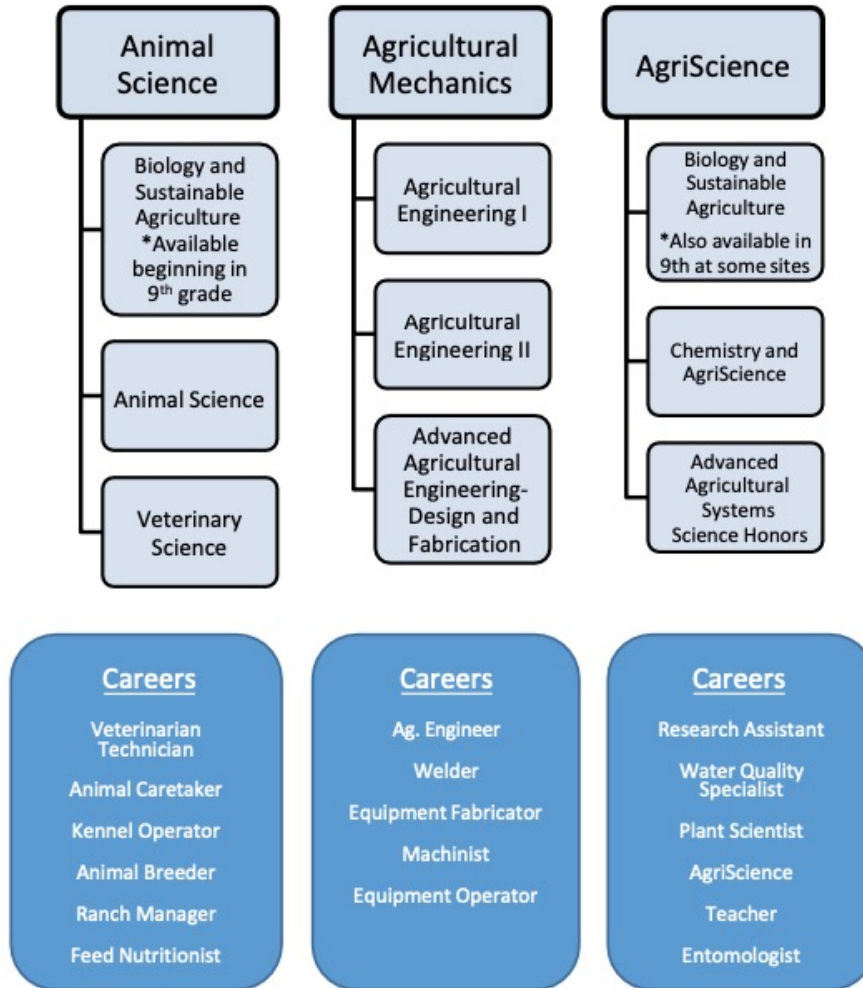 Animal
Science
Biology and
Sustainable
Agriculture
*Available
beginning in
9th grade
Animal Science
Veterinary
Science
Agricultural
Mechanics
Agricultural
Engineering I
Agricultural
Engineering II
Advanced
Agricultural
Engineering-
Design and
Fabrication
AgriScience
Biology and
Sustainable
Agriculture
*Also available in
9th at some sites
Chemistry and
AgriScience
Advanced
Agricultural
Systems
Science Honors
Careers
Veterinarian
Technician
Animal Caretaker
Kennel Operator
Animal Breeder
Ranch Manager
Feed Nutritionist
Careers
Ag. Engineer
Welder
Equipment Fabricator
Machinist
Equipment Operator
Careers
Research Assistant
Water Quality
Specialist
Plant Scientist
AgriScience
Teacher
Entomologist